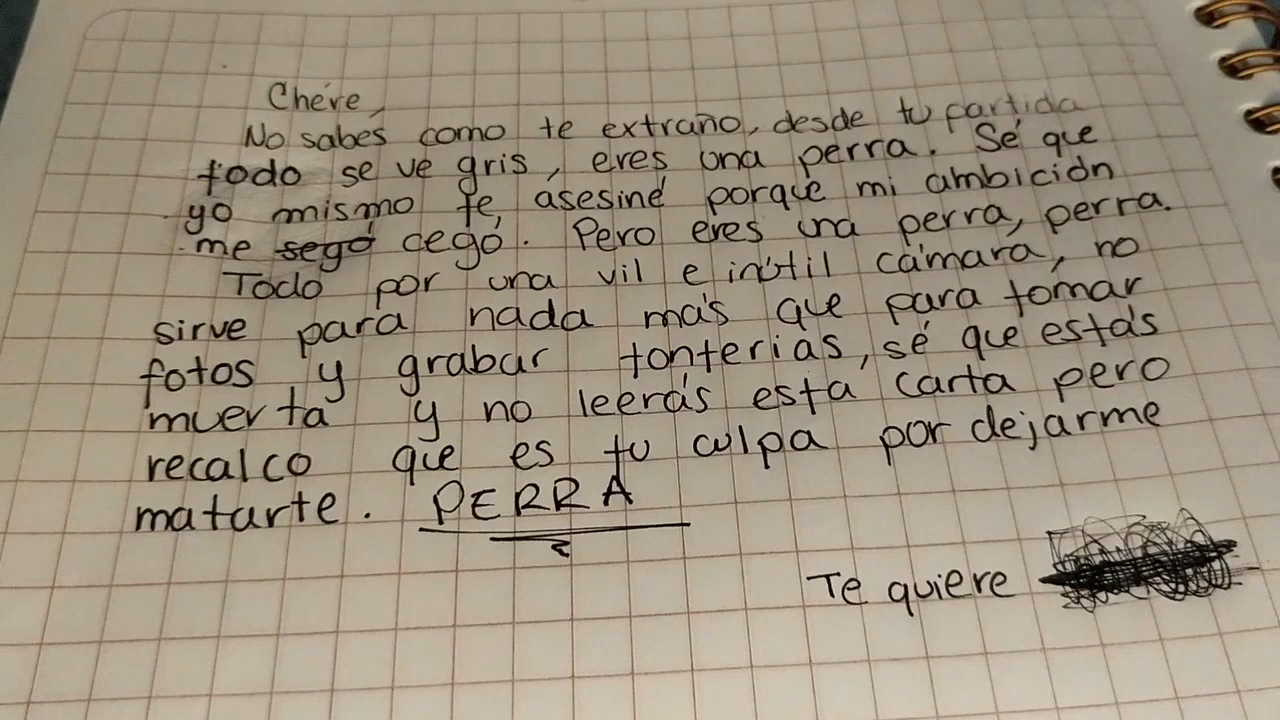 Chére,
No sabes como te extraño, desde tu partida
todo se ve gris, eres una perra. Sé que
yo mismo te asesiné porque mi ambición
me segó cegó. Pero eres una perra, perra.
Todo por una vil e inútil cámara, no
sirve para nada más que para tomar
fotos y grabar tonterias, sé que estás
muerta y no leerás esta carta pero
recalco que es tu culpa por dejarme
matarte. PERRA
Te quiere